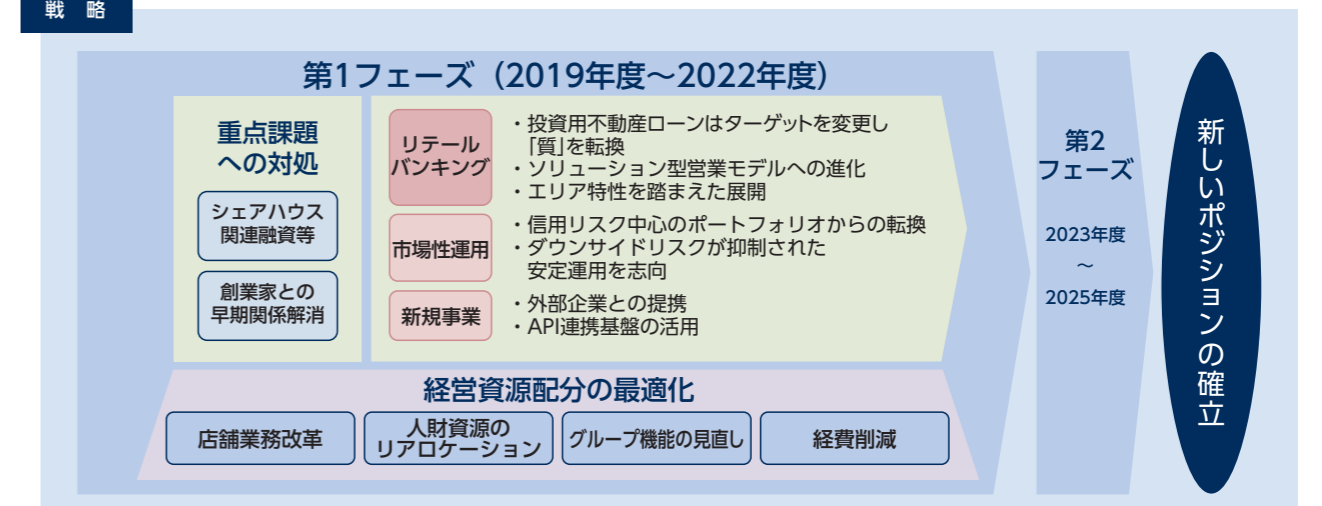 戦 略
第1フェーズ（2019年度～2022年度）
重点課題
への対処
シェアハウス
関連融資等
創業家との
早期関係解消
リテール
バンキング
・投資用不動産ローンはターゲットを変更し
「質」を転換
・ソリューション型営業モデルへの進化
・エリア特性を踏まえた展開
市場性運用
・信用リスク中心のポートフォリオからの転換
・ダウンサイドリスクが抑制された
安定運用を志向
新規事業
・外部企業との提携
・API連携基盤の活用
経営資源配分の最適化
店舗業務改革
人財資源の
リアロケーション
グループ機能の見直し
経費削減
第2
フェーズ
2023年度
～
2025年度
新しいポジションの確立